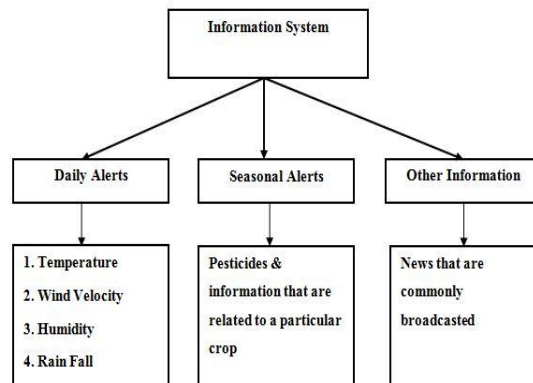 Information System
Daily Alerts
Seasonal Alerts
Other Information
1. Temperature
2. Wind Velocity
3. Humidity
4. Rain Fall
Pesticides &
information that are
related to a particular
crop
News that are
commonly
broadcasted